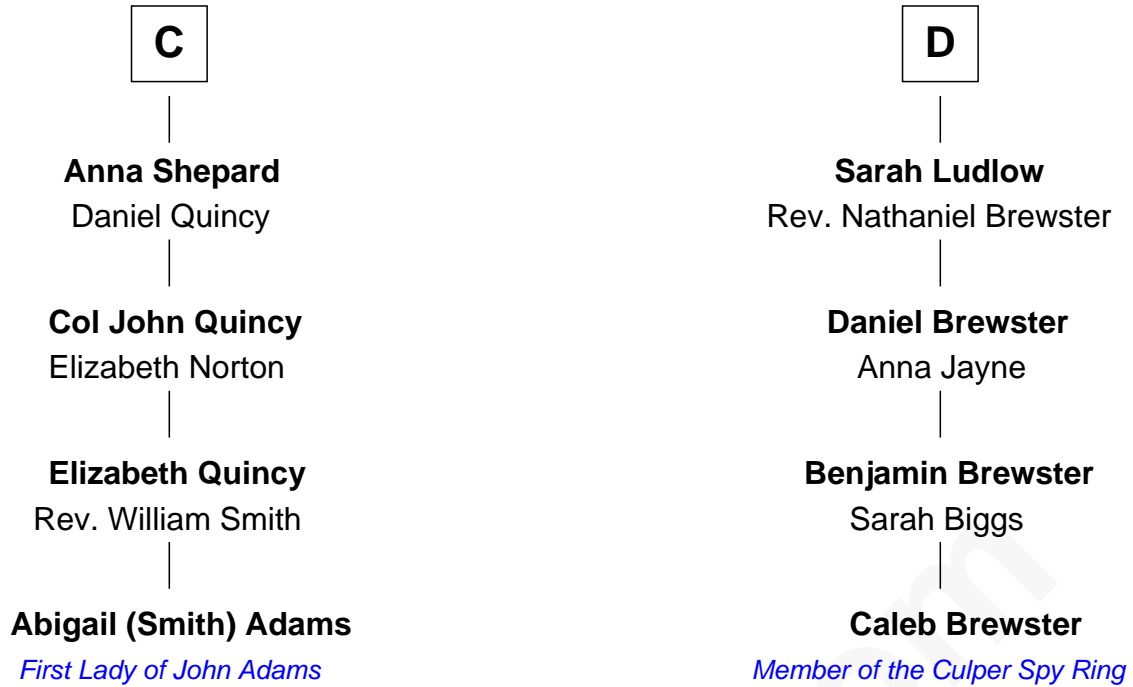 C
Anna Shepard
Daniel Quincy
Col John Quincy
Elizabeth Norton
Elizabeth Quincy
Rev. William Smith
Abigail (Smith) Adams
First Lady of John Adams
D
Sarah Ludlow
Rev. Nathaniel Brewster
Daniel Brewster
Anna Jayne
Benjamin Brewster
Sarah Biggs
Caleb Brewster
Member of the Culper Spy Ring